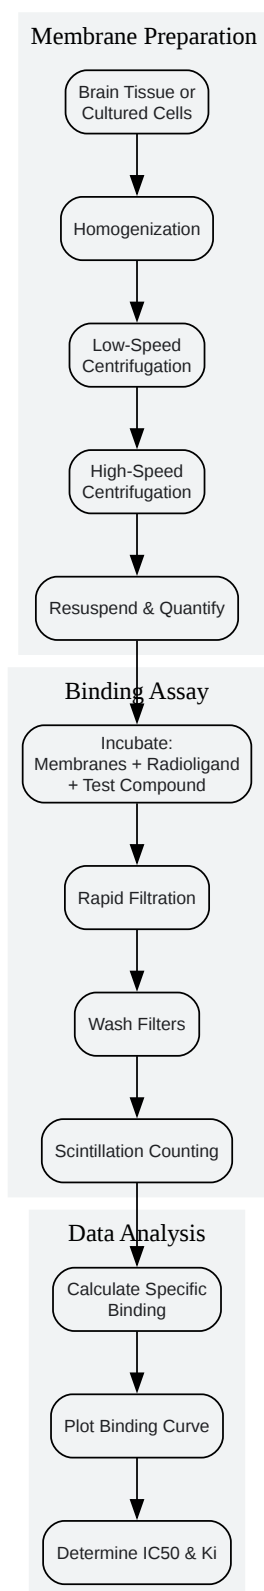 Membrane Preparation
Brain Tissue or
Cultured Cells
Homogenization
Low-Speed
Centrifugation
High-Speed
Centrifugation
Resuspend & Quantify
Binding Assay
Incubate:
Membranes + Radioligand
+ Test Compound
Rapid Filtration
Wash Filters
Scintillation Counting
Data Analysis
Calculate Specific
Binding
Plot Binding Curve
Determine IC50 & Ki